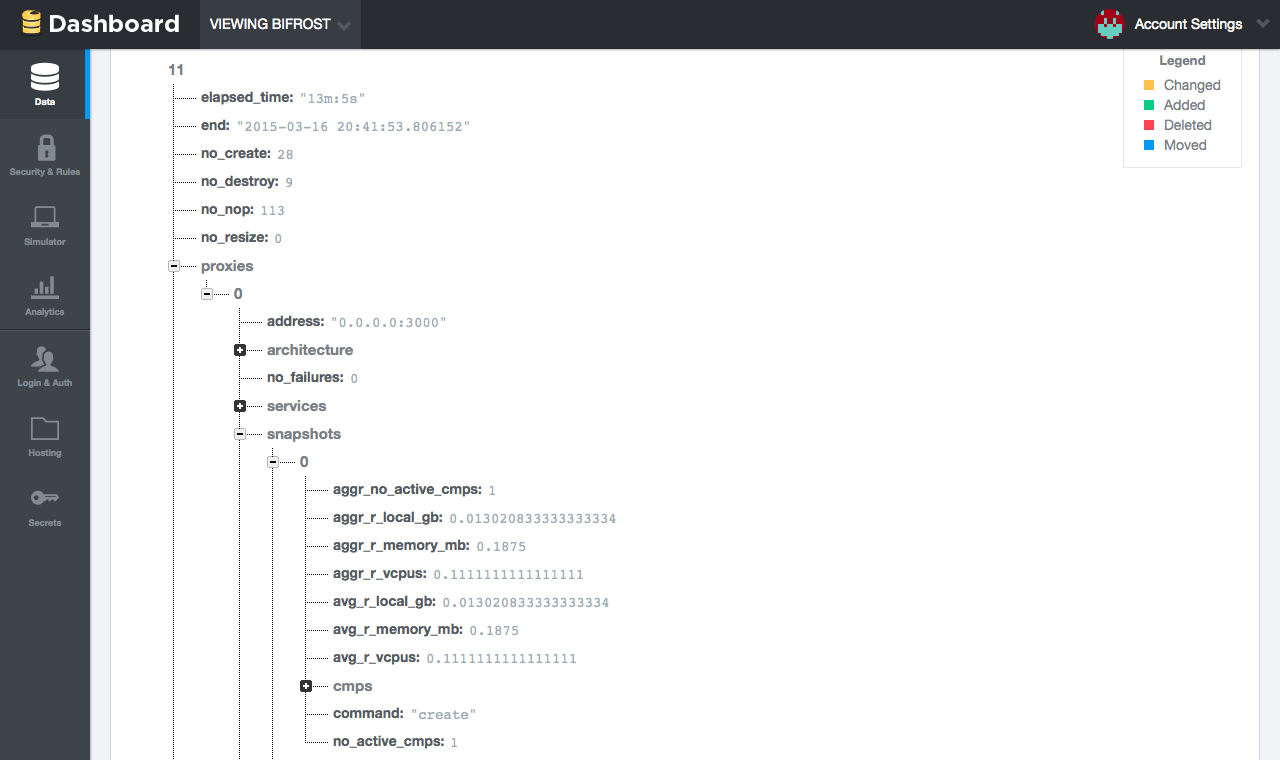 Dashboard
VIEWING BIFROST
Account Settings
Data
Security & Rules
Simulator
Analytics
Login & Auth
Hosting
Secrets
11
elapsed_time: "13m:5s"
end: "2015-03-16 20:41:53.806152"
no_create: 28
no_destroy: 9
no_nop: 113
no_resize: 0
proxies
0
address: "0.0.0.0:3000"
architecture
no_failures: 0
services
snapshots
0
aggr_no_active_cmps: 1
aggr_r_local_gb: 0.013020833333333334
aggr_r_memory_mb: 0.1875
aggr_r_vcpus: 0.1111111111111111
avg_r_local_gb: 0.013020833333333334
avg_r_memory_mb: 0.1875
avg_r_vcpus: 0.1111111111111111
cmps
command: "create"
no_active_cmps: 1
Legend
Changed
Added
Deleted
Moved